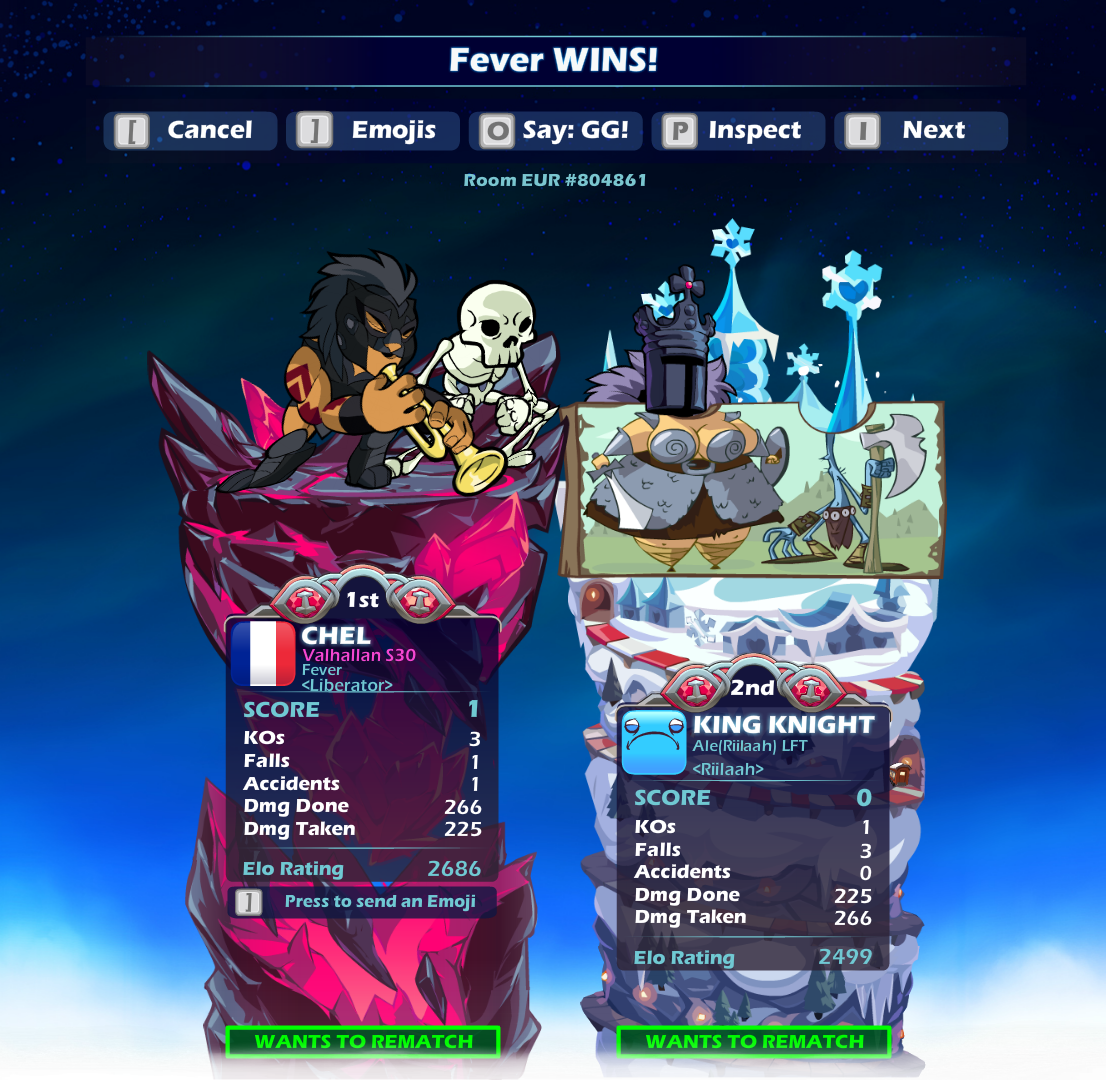 Fever WINS!
[ Cancel ] Emojis O Say: GG! P Inspect I Next
Room EUR #804861
1st
CHEL
Valhallan S30
Fever
<Liberator>
SCORE 1
KOs 3
Falls 1
Accidents 1
Dmg Done 266
Dmg Taken 225
Elo Rating 2686
] Press to send an Emoji
WANTS TO REMATCH
2nd
KING KNIGHT
Ale(Riilaah) LFT
<Riilaah>
SCORE 0
KOs 1
Falls 3
Accidents 0
Dmg Done 225
Dmg Taken 266
Elo Rating 2499
WANTS TO REMATCH